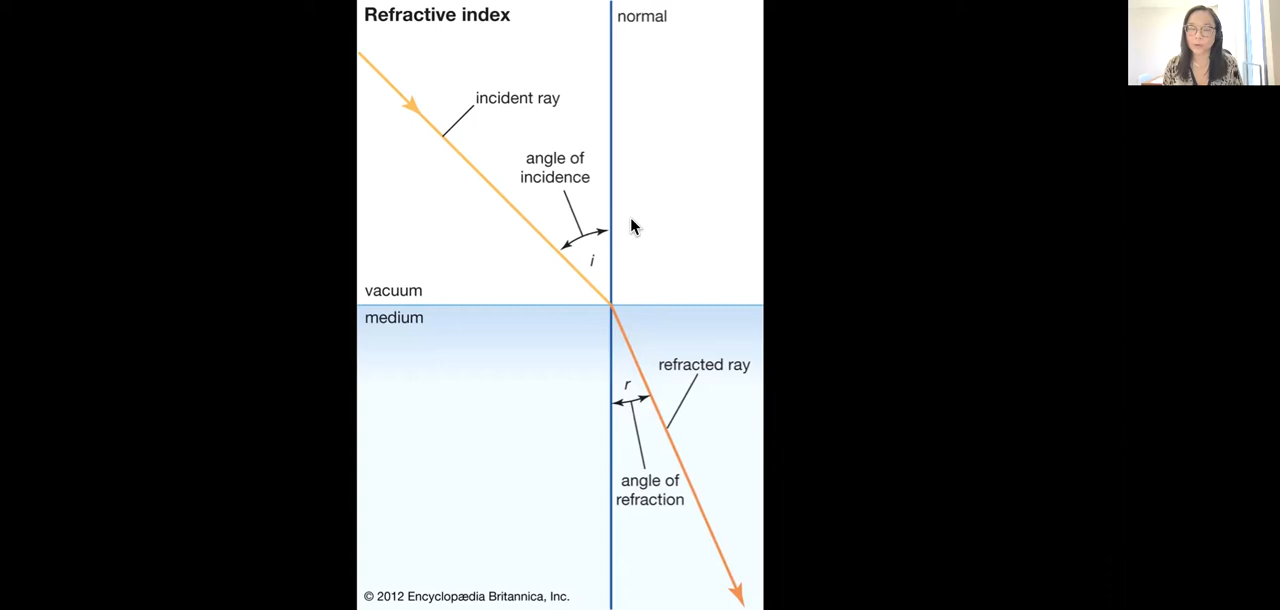 Refractive index
normal
incident ray
angle of
incidence
i
vacuum
medium
refracted ray
r
angle of
refraction
© 2012 Encyclopædia Britannica, Inc.